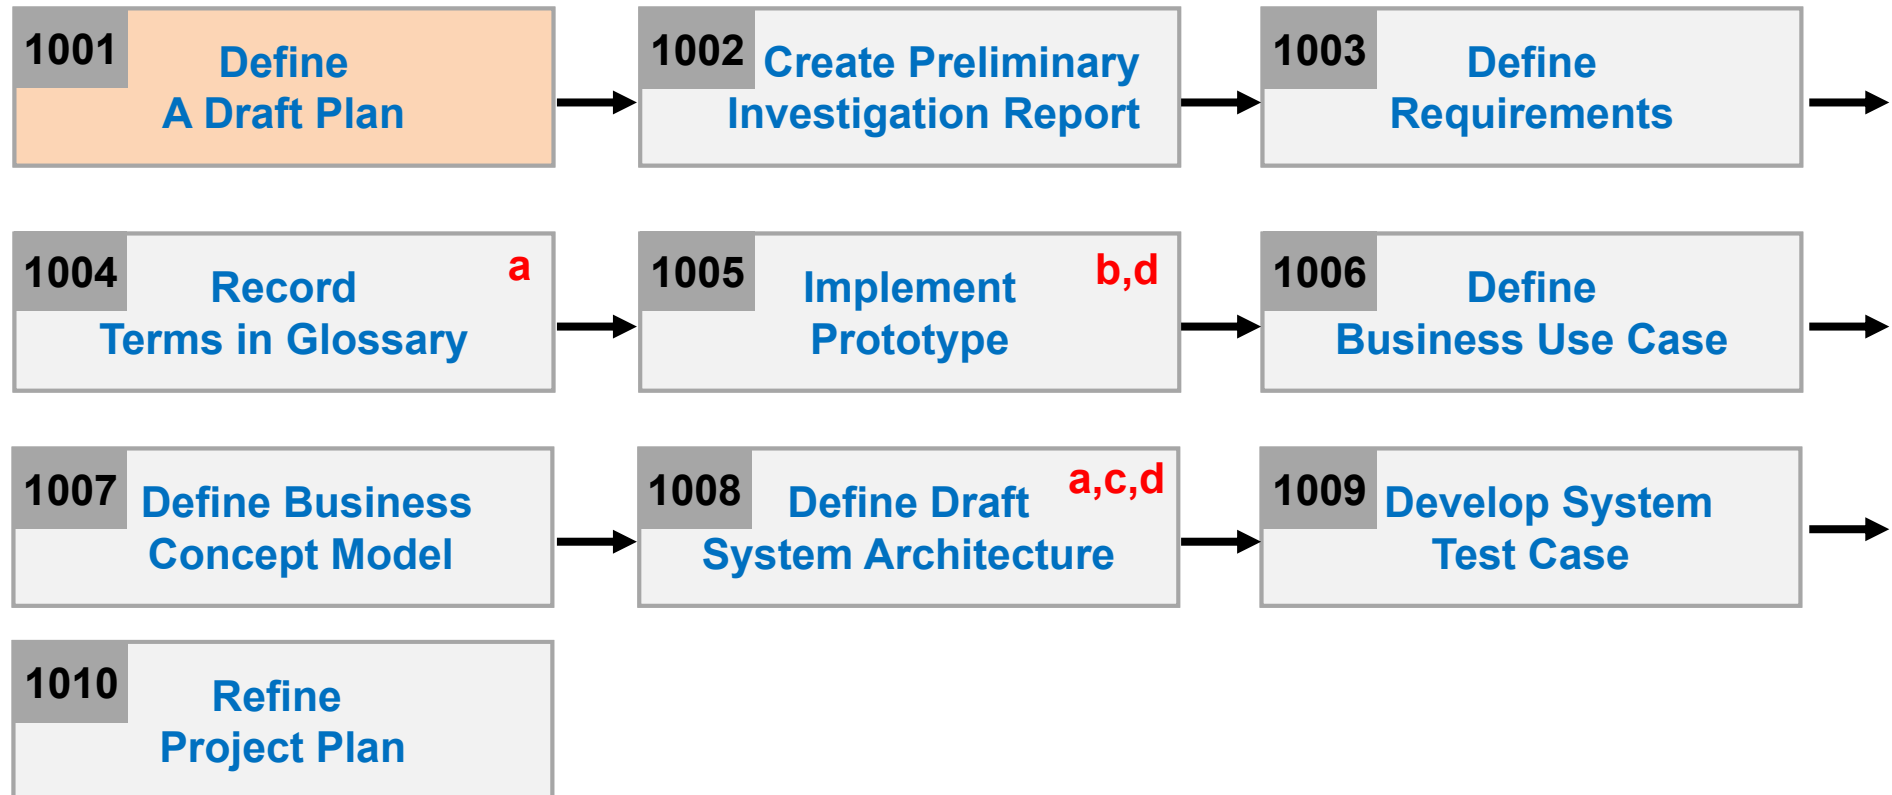 1001
Define
A Draft Plan
1002
Create Preliminary
Investigation Report
1003
Define
Requirements
1004
a
Record
Terms in Glossary
1005
b,d
Implement
Prototype
1006
Define
Business Use Case
1007
Define Business
Concept Model
1008
a,c,d
Define Draft
System Architecture
1009
Develop System
Test Case
1010
Refine
Project Plan